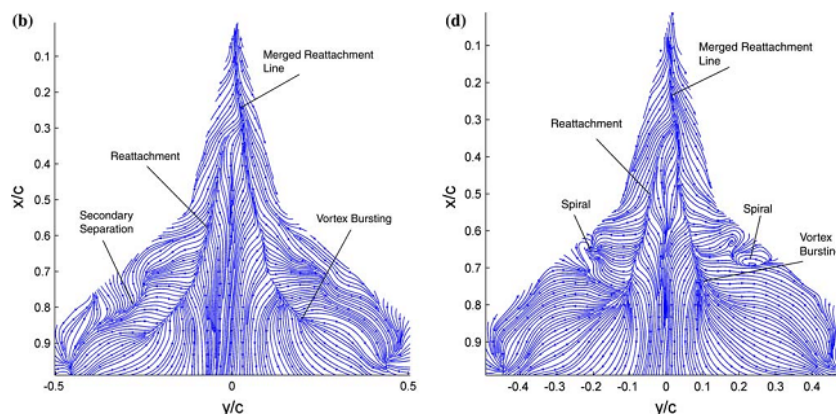 (b)
Merged Reattachment
Line
Reattachment
Secondary
Separation
Vortex Bursting
x/c
0.1
0.2
0.3
0.4
0.5
0.6
0.7
0.8
0.9
-0.5
0
0.5
y/c
(d)
Merged Reattachment
Line
Reattachment
Spiral
Spiral
Vortex
Bursting
x/c
0.1
0.2
0.3
0.4
0.5
0.6
0.7
0.8
0.9
-0.4 -0.3 -0.2 -0.1 0 0.1 0.2 0.3 0.4
y/c